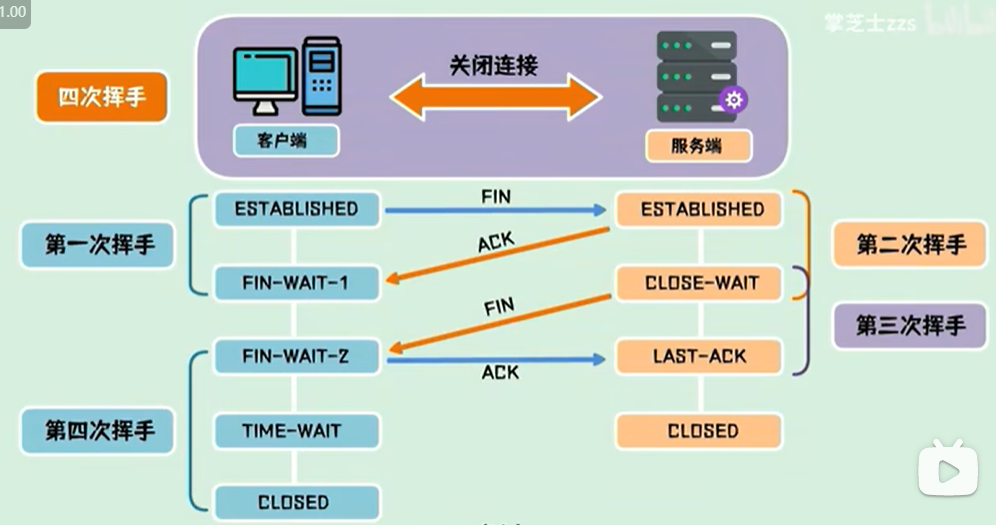 1.00
掌芝士zzs
关闭连接
四次挥手
客户端
服务端
ESTABLISHED
FIN
ESTABLISHED
第一次挥手
ACK
第二次挥手
FIN-WAIT-1
CLOSE-WAIT
FIN
第三次挥手
FIN-WAIT-2
LAST-ACK
ACK
第四次挥手
TIME-WAIT
CLOSED
CLOSED